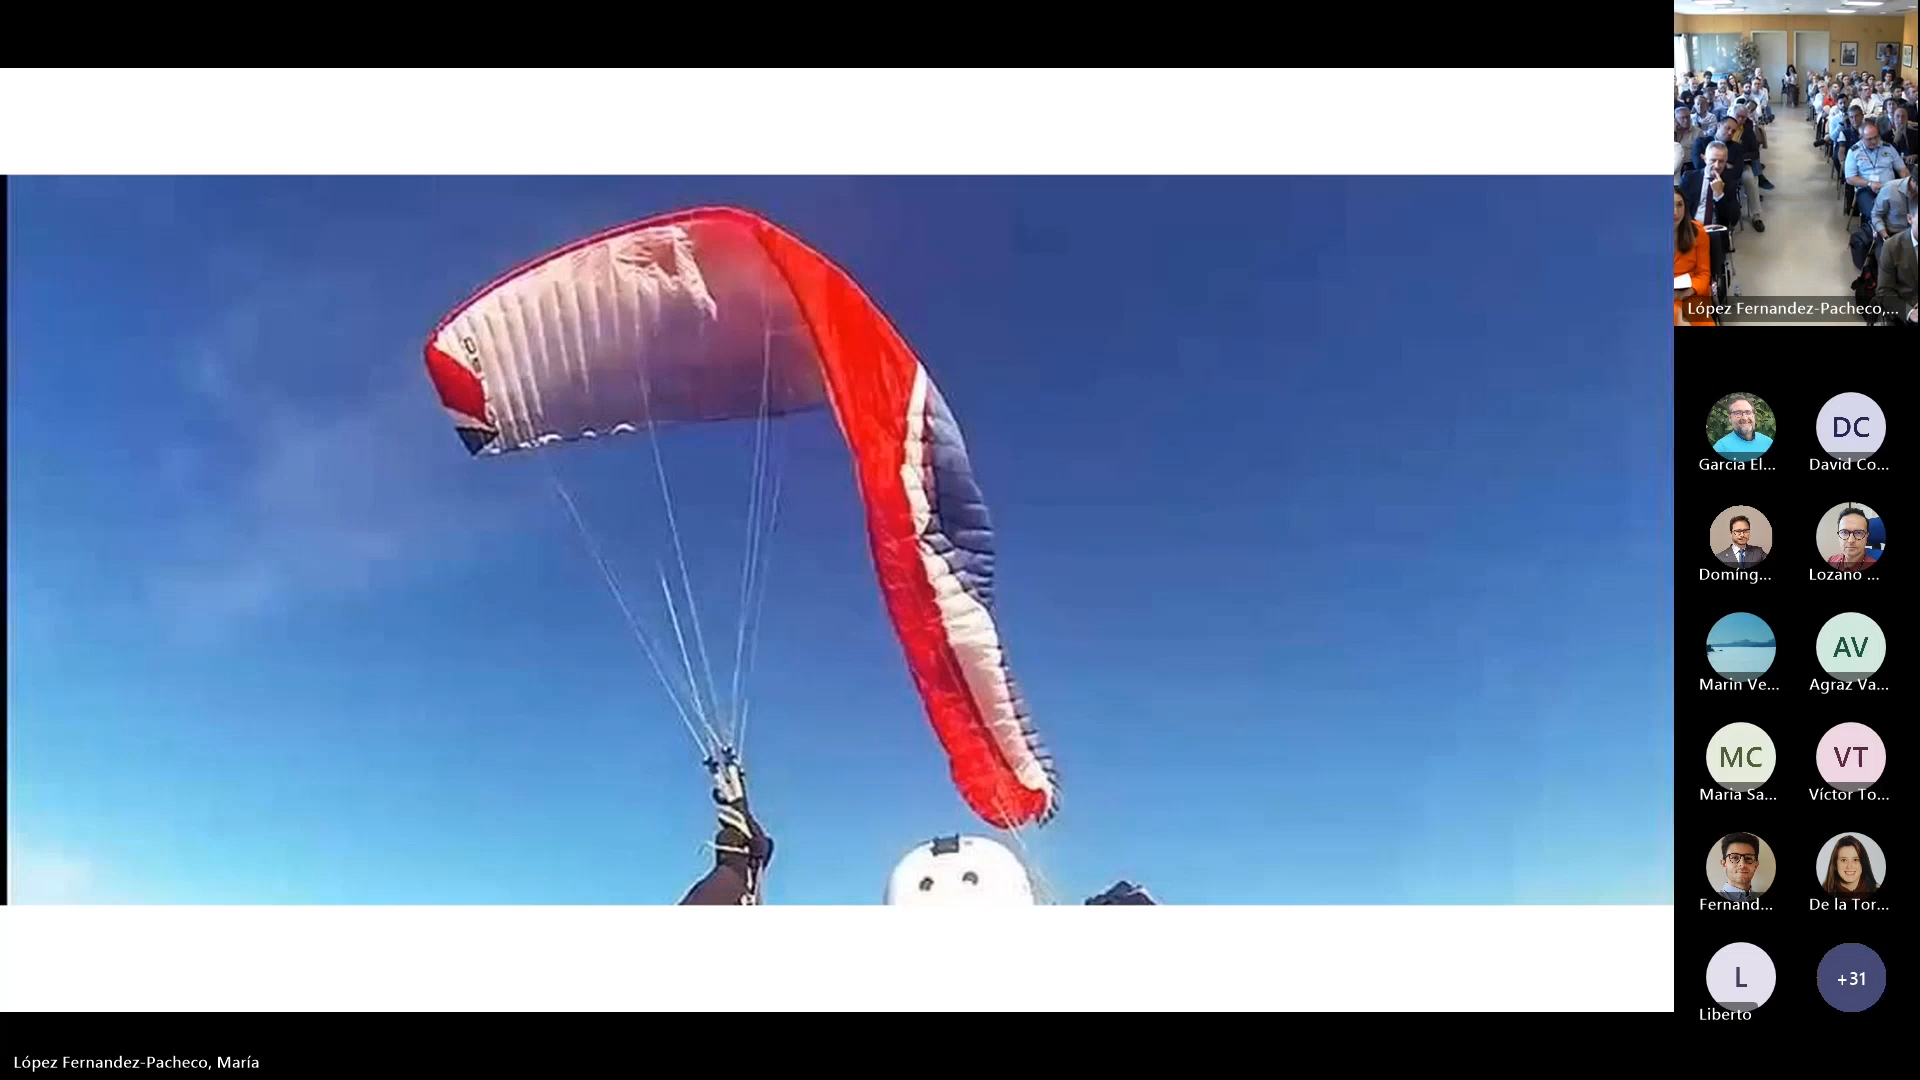 López Fernandez-Pacheco,...
Garcia El...
DC
David Co...
Domíng...
Lozano ...
Marin Ve...
AV
Agraz Va...
MC
Maria Sa...
VT
Víctor To...
Fernand...
De la Tor...
L
+31
Liberto
López Fernandez-Pacheco, María